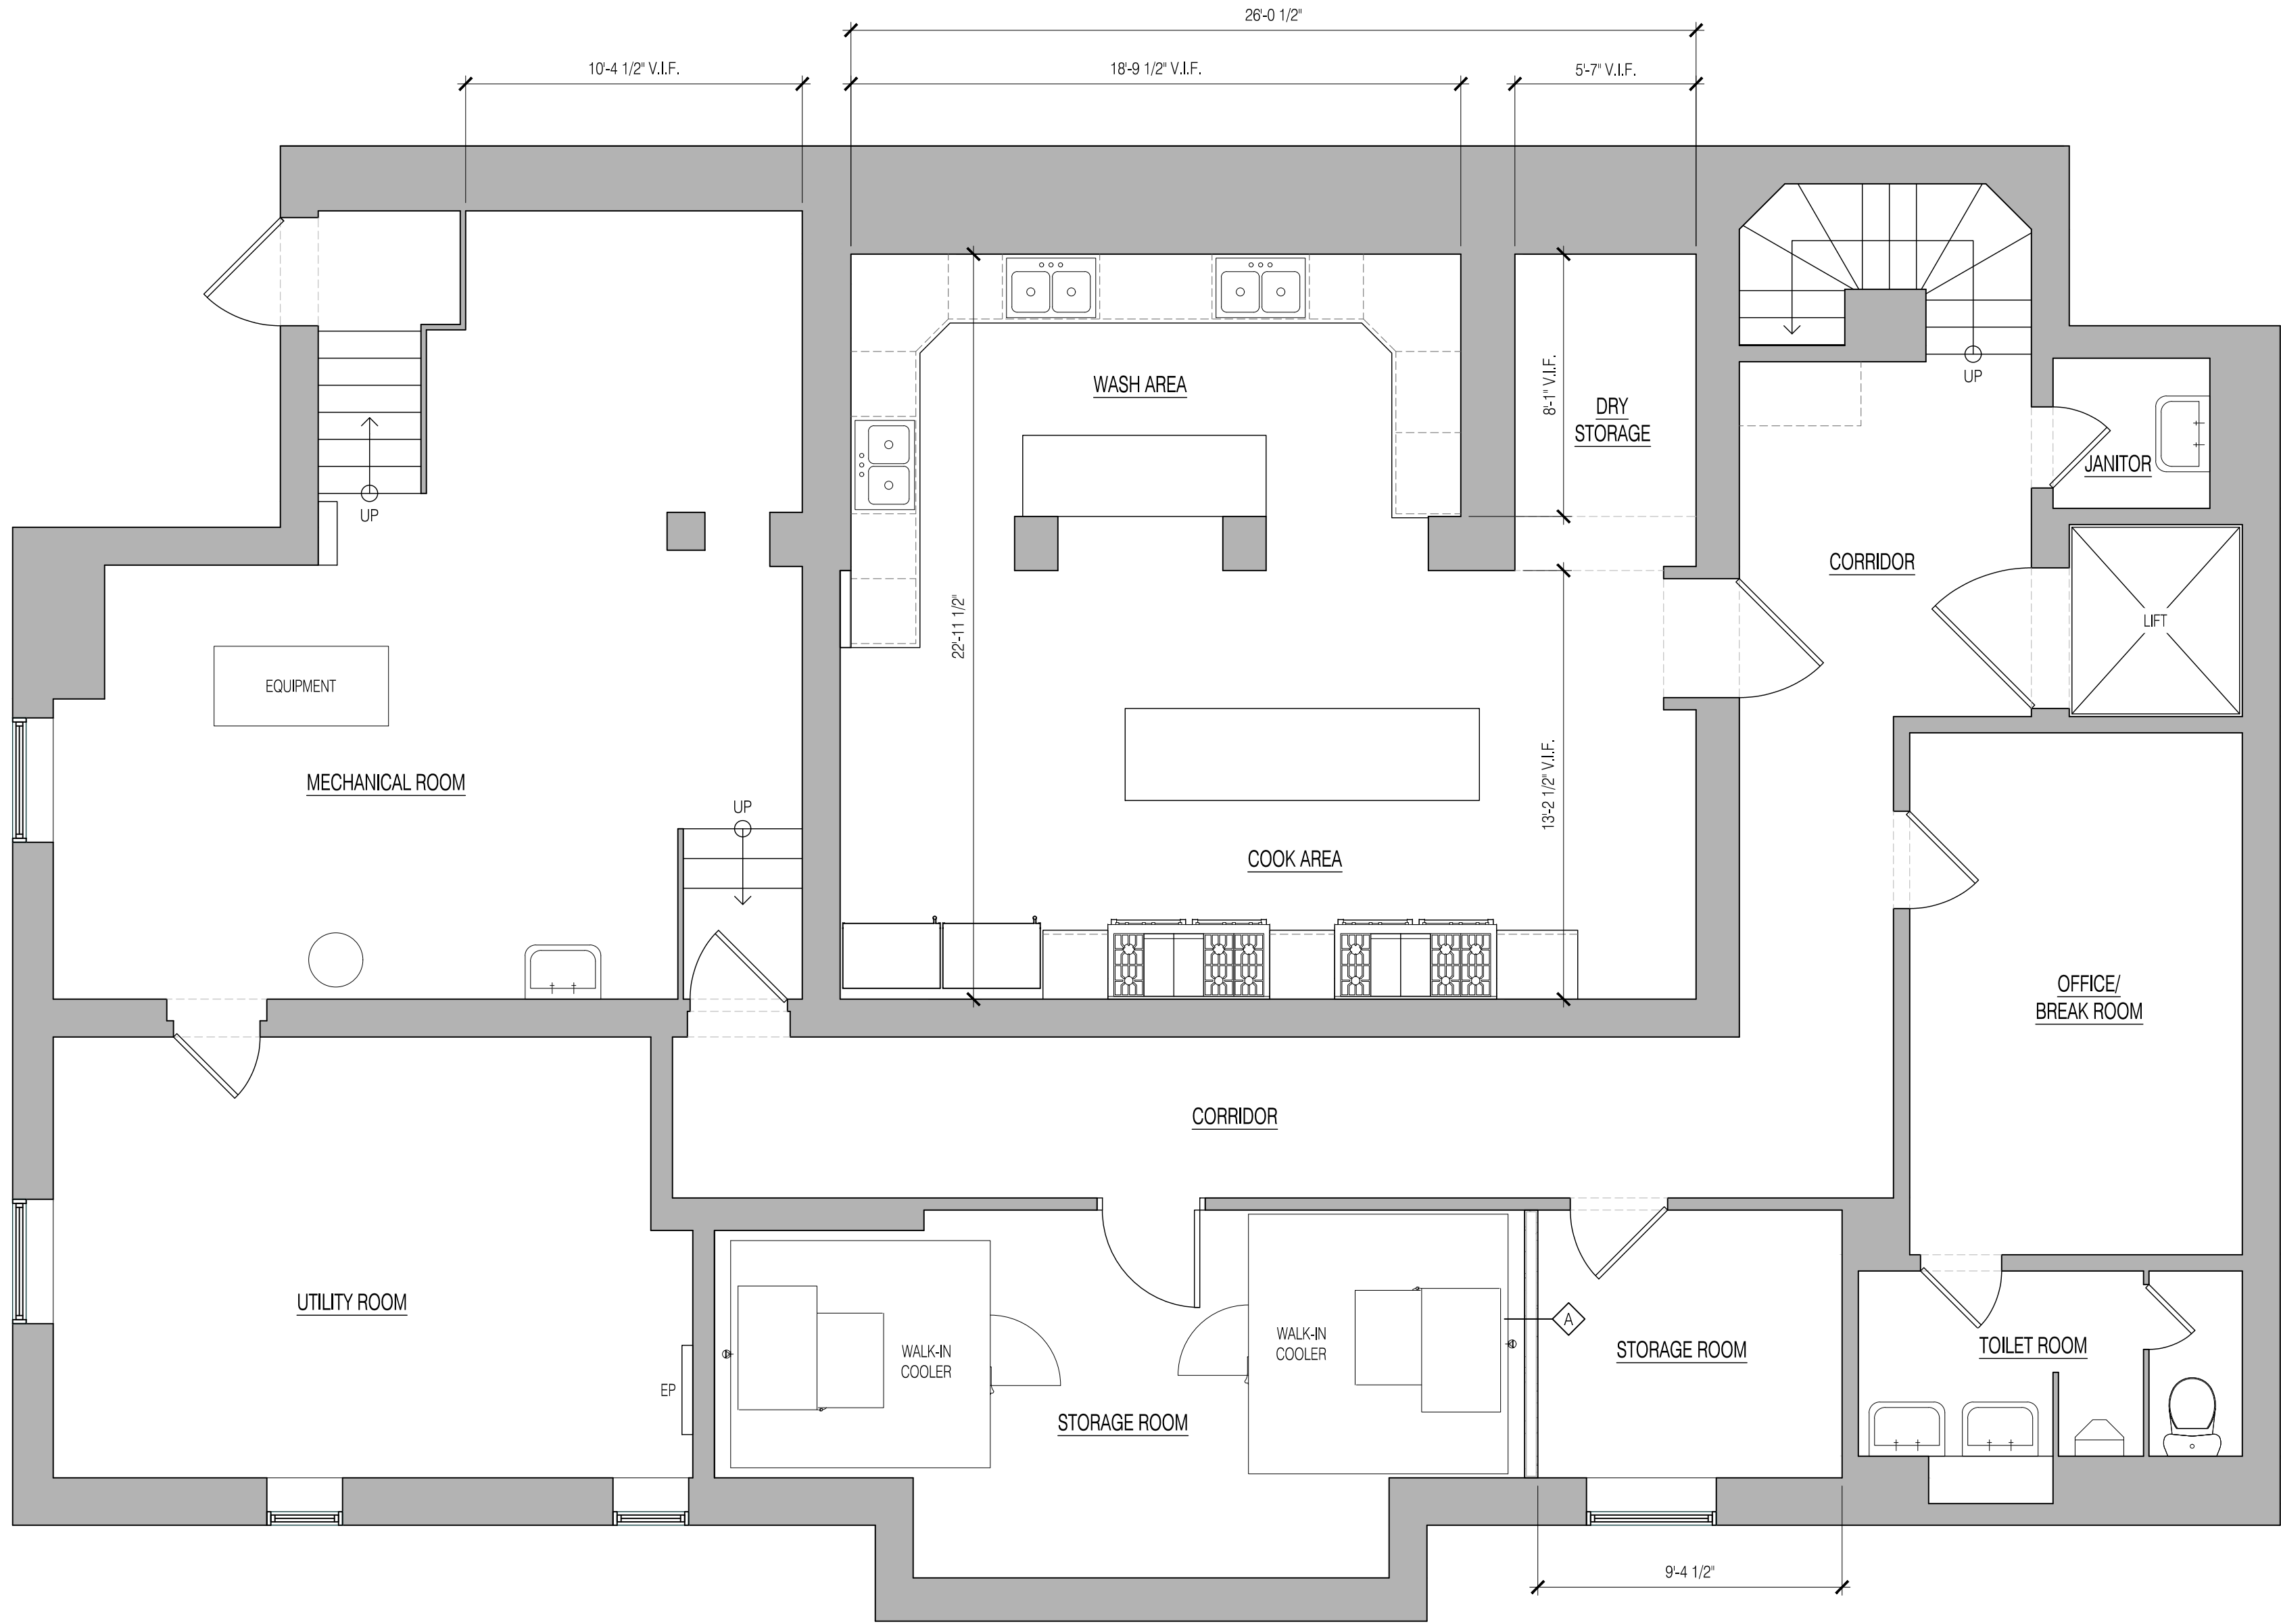 26'-0 1/2"
10'-4 1/2" V.I.F.
18'-9 1/2" V.I.F.
5'-7" V.I.F.
WASH AREA
8'-1" V.I.F.
DRY
STORAGE
UP
JANITOR
UP
CORRIDOR
LIFT
22'-11 1/2"
EQUIPMENT
MECHANICAL ROOM
13'-2 1/2" V.I.F.
UP
COOK AREA
OFFICE/
BREAK ROOM
CORRIDOR
UTILITY ROOM
WALK-IN
COOLER
WALK-IN
COOLER
A
STORAGE ROOM
TOILET ROOM
EP
STORAGE ROOM
9'-4 1/2"